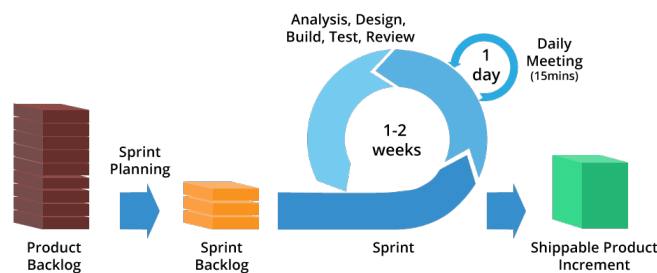 Analysis, Design,
Build, Test, Review
1
day
Daily
Meeting
(15mins)
1-2
weeks
Sprint
Planning
Product
Backlog
Sprint
Backlog
Sprint
Shippable Product
Increment